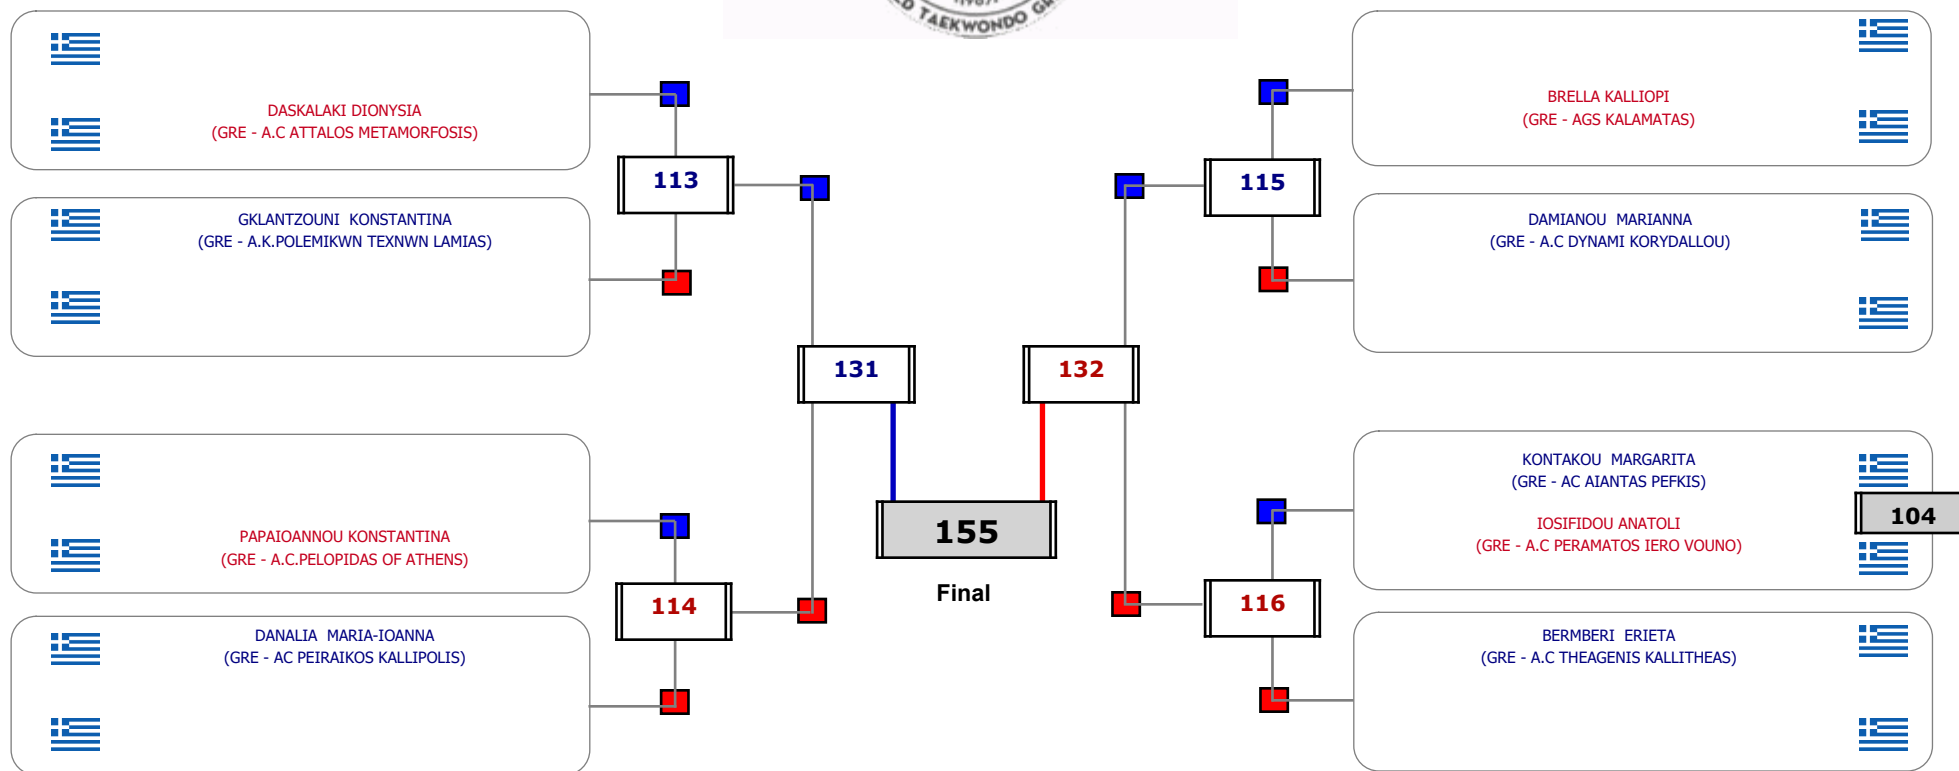 TAEKWONDO
DASKALAKI DIONYSIA
(GRE - A.C ATTALOS METAMORFOSIS)
113
GKLANTZOUNI KONSTANTINA
(GRE - A.K.POLEMIKWN TEXNWN LAMIAS)
131
PAPAIOANNOU KONSTANTINA
(GRE - A.C.PELOPIDAS OF ATHENS)
114
DANALIA MARIA-IOANNA
(GRE - AC PEIRAIKOS KALLIPOLIS)
155
Final
BRELLA KALLIOPI
(GRE - AGS KALAMATAS)
115
DAMIANOU MARIANNA
(GRE - A.C DYNAMI KORYDALLOU)
132
KONTAKOU MARGARITA
(GRE - AC AIANTAS PEFKIS)
104
IOSIFIDOU ANATOLI
(GRE - A.C PERAMATOS IERO VOUNO)
116
BERMBERI ERIETA
(GRE - A.C THEAGENIS KALLITHEAS)